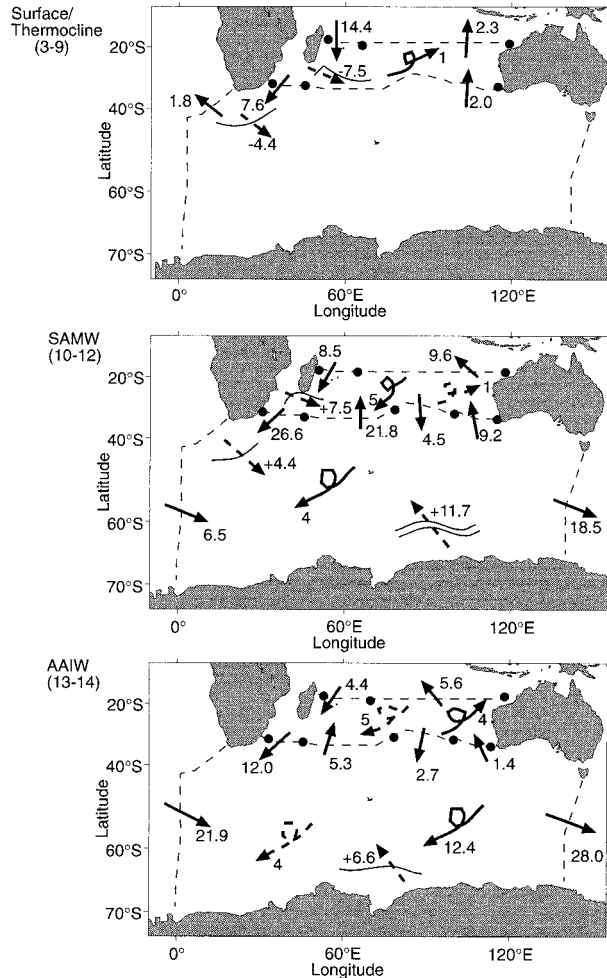 Surface/
Thermocline
(3-9)
20°S
40°S
60°S
70°S
Latitude
14.4
2.3
-7.5
1
1.8
7.6
2.0
-4.4
0°
60°E
120°E
Longitude
SAMW
(10-12)
20°S
40°S
60°S
70°S
Latitude
8.5
9.6
5
1
+7.5
26.6
21.8
4.5
9.2
+4.4
4
+11.7
6.5
18.5
0°
60°E
120°E
Longitude
AAIW
(13-14)
20°S
40°S
60°S
70°S
Latitude
4.4
5.6
5
4
12.0
5.3
2.7
1.4
21.9
4
+6.6
12.4
28.0
0°
60°E
120°E
Longitude